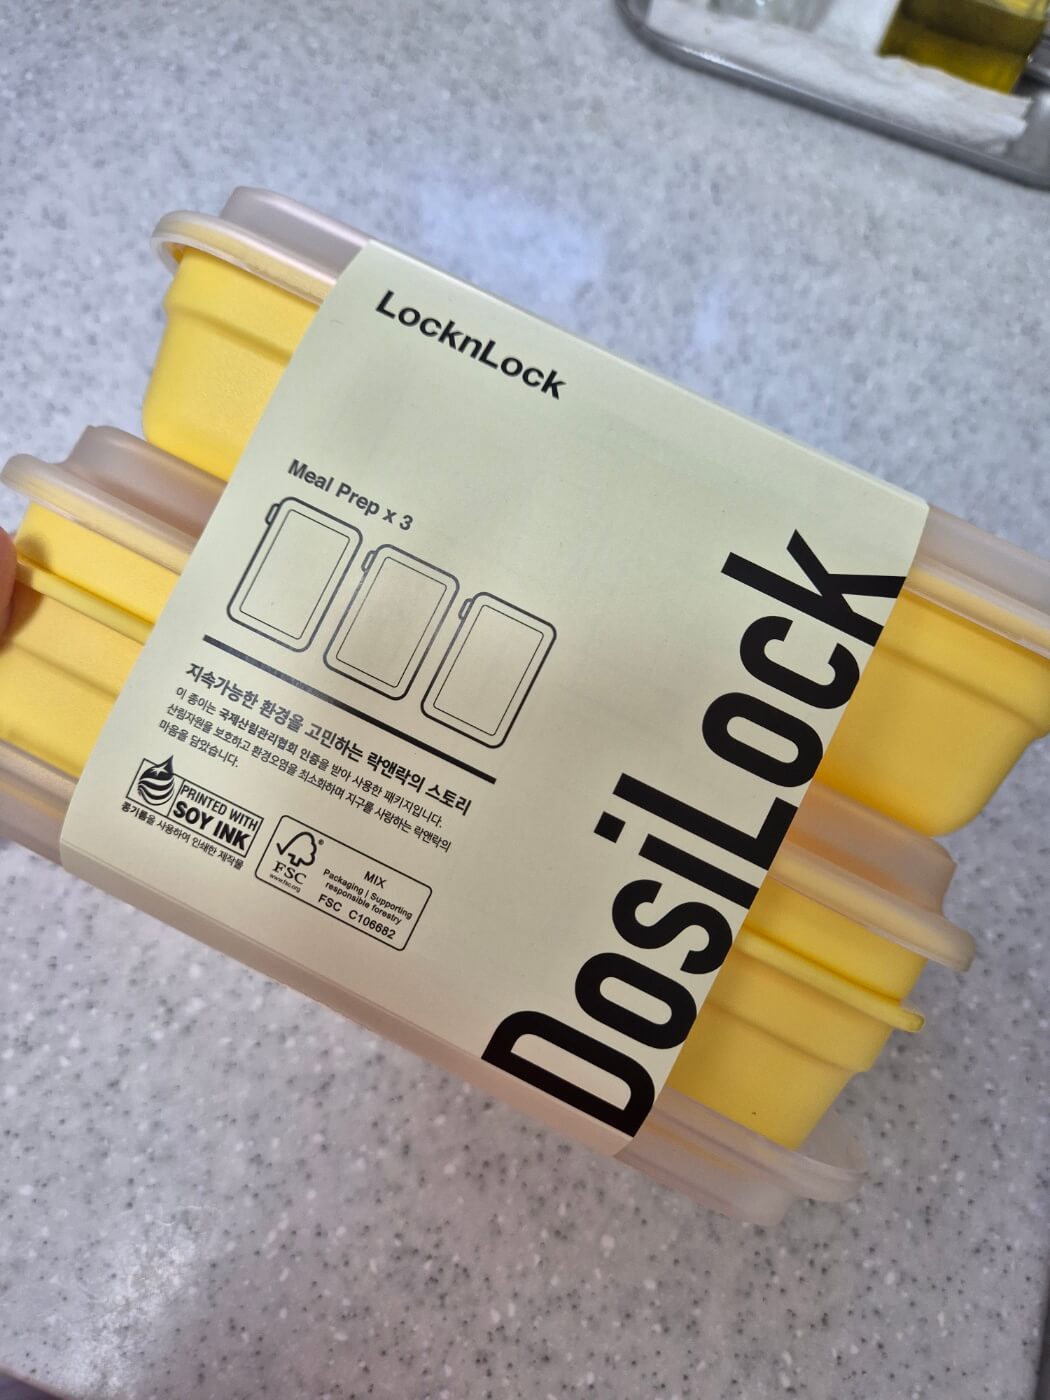 LocknLock
Meal Prep x 3
지속가능한 환경을 고민하는 락앤락의 스토리
이 종이는 국제산림관리협회 인증을 받아 사용한 패키지입니다.
산림자원을 보호하고 환경오염을 최소화하며 지구를 사랑하는 락앤락의
마음을 담았습니다.
PRINTED WITH
SOY INK
콩기름을 사용하여 인쇄한 제작물
FSC
www.fsc.org
MIX
Packaging | Supporting
responsible forestry
FSC C106682
DosiLock